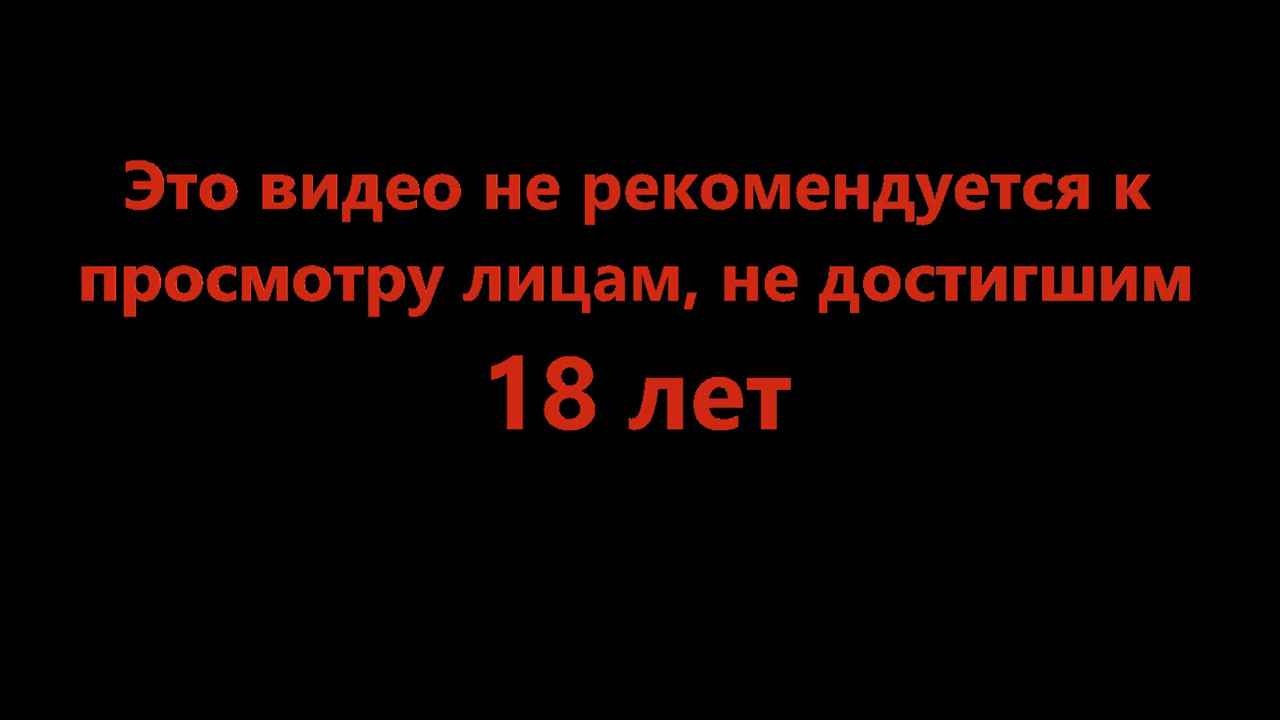 Это видео не рекомендуется к
просмотру лицам, не достигшим
18 лет